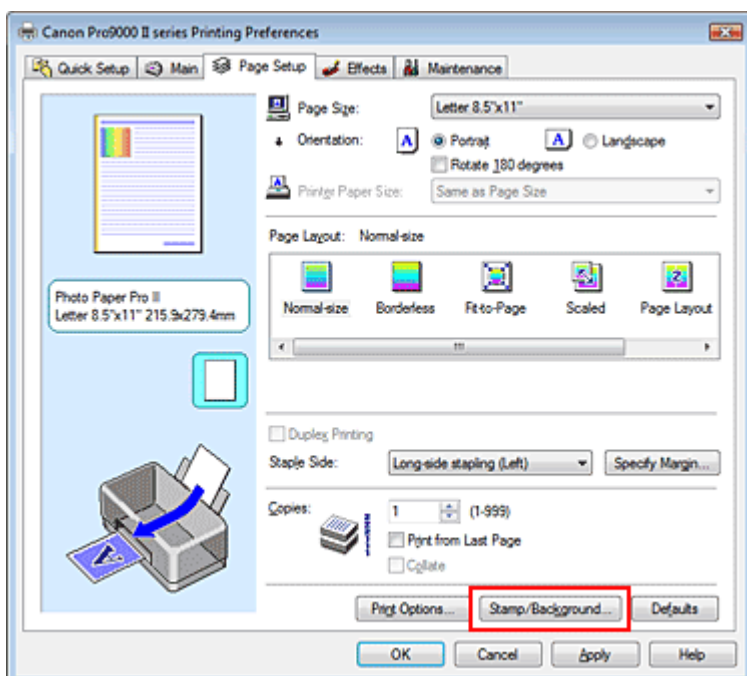 Canon Pro9000 II series Printing Preferences
Quick Setup Main Page Setup Effects Maintenance
Page Size: Letter 8.5"x11"
Orientation: A Portrait A Landscape
Rotate 180 degrees
Printer Paper Size: Same as Page Size
Page Layout: Normal-size
Normal-size Borderless Fit-to-Page Scaled Page Layout
Photo Paper Pro II
Letter 8.5"x11" 215.9x279.4mm
Duplex Printing
Staple Side: Long-side stapling (Left) Specify Margin...
Copies: 1 (1-999)
Print from Last Page
Collate
Print Options... Stamp/Background... Defaults
OK Cancel Apply Help